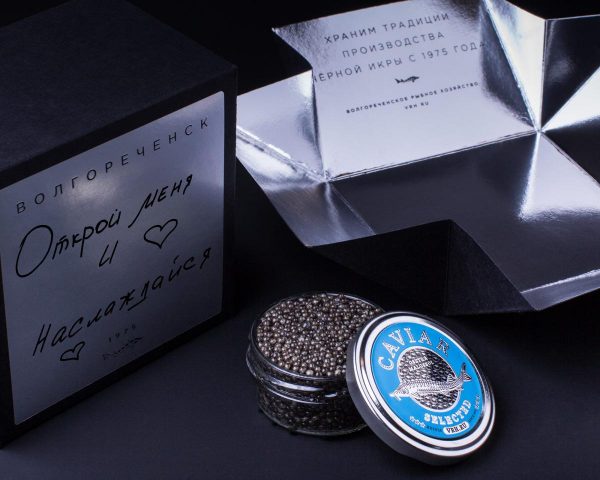 ВОЛГОРЕЧЕНСК
Открой меня
и
Наслаждайся
1975
ХРАНИМ ТРАДИЦИИ
ПРОИЗВОДСТВА
ЧЁРНОЙ ИКРЫ С 1975 ГОДА
ВОЛГОРЕЧЕНСКОЕ РЫБНОЕ ХОЗЯЙСТВО
VRH.RU
CAVIAR
SELECTED
VRH.RU